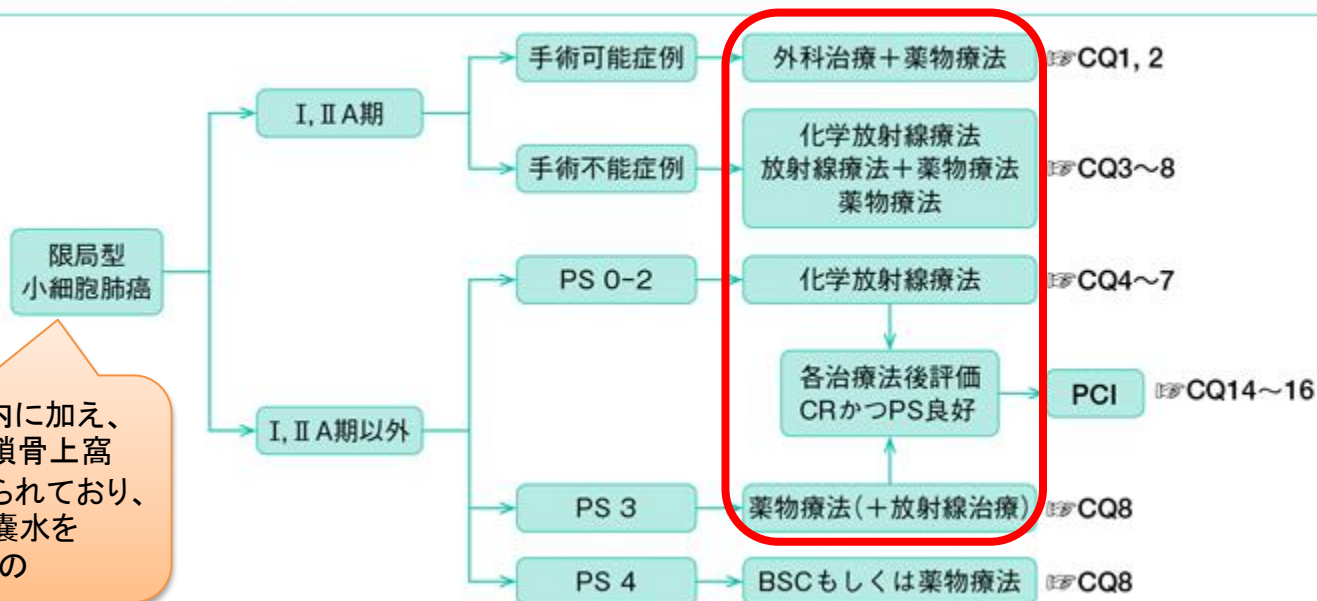 手術可能症例
外科治療+薬物療法
☞CQ1, 2
I, ⅡA期
手術不能症例
化学放射線療法
放射線療法+薬物療法
薬物療法
☞CQ3～8
限局型
小細胞肺癌
PS 0-2
化学放射線療法
☞CQ4～7
各治療法後評価
CRかつPS良好
PCI
☞CQ14～16
I, ⅡA期以外
PS 3
薬物療法(+放射線治療)
☞CQ8
PS 4
BSCもしくは薬物療法
☞CQ8
内に加え、
鎖骨上窩
られており、
嚢水を
の